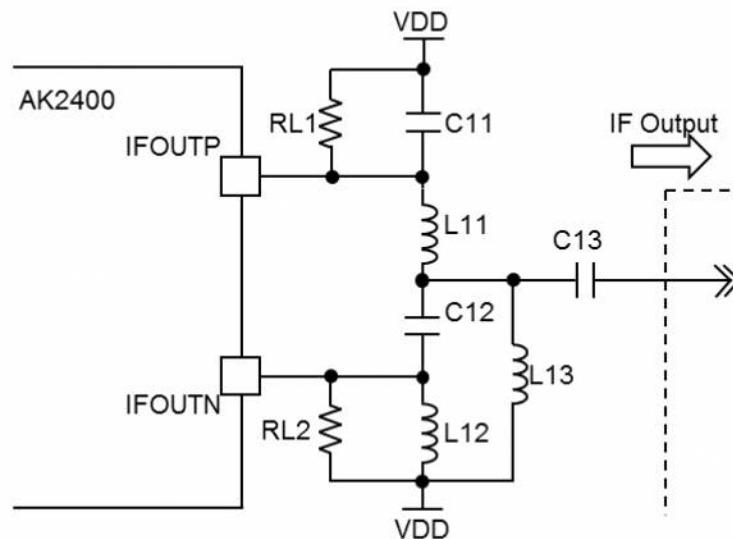 VDD
AK2400
RL1
C11
IF Output
IFOUTP
L11
C13
C12
L13
IFOUTN
RL2
L12
VDD